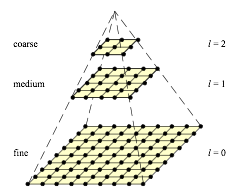 coarse l = 2
medium l = 1
fine l = 0